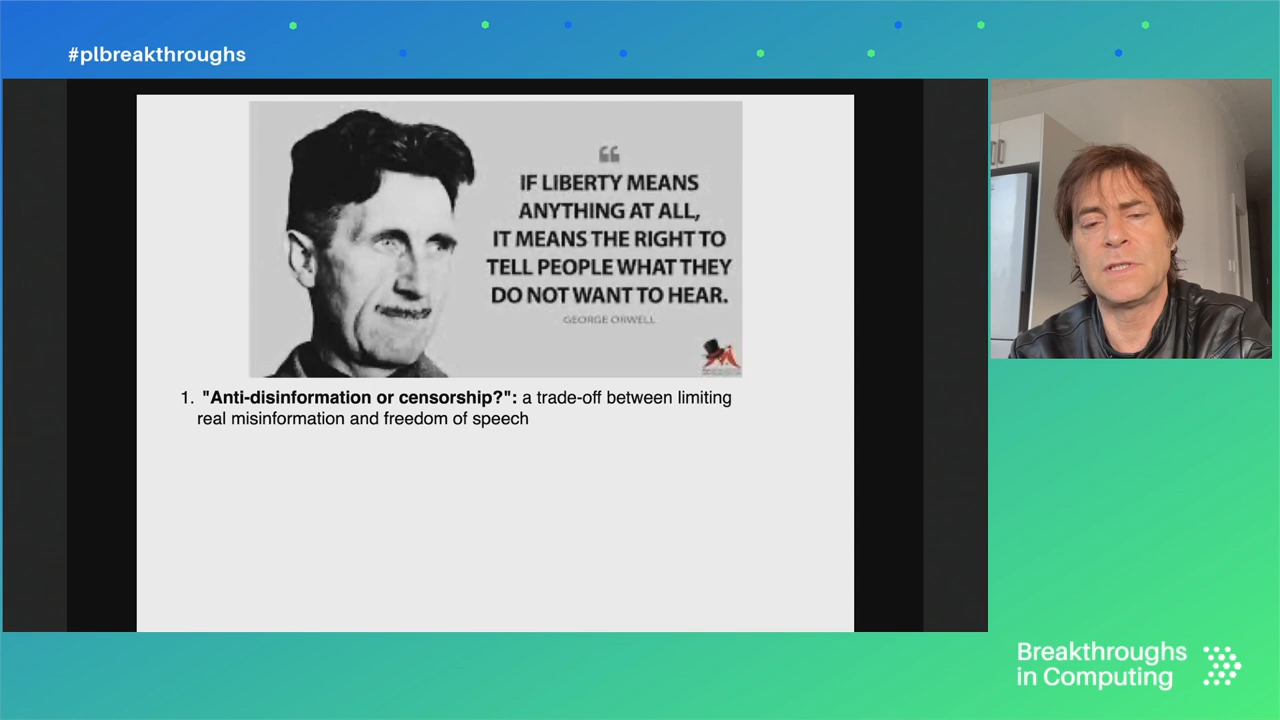 #plbreakthroughs
“
IF LIBERTY MEANS
ANYTHING AT ALL,
IT MEANS THE RIGHT TO
TELL PEOPLE WHAT THEY
DO NOT WANT TO HEAR.
GEORGE ORWELL
1. "Anti-disinformation or censorship?": a trade-off between limiting
real misinformation and freedom of speech
Breakthroughs
in Computing